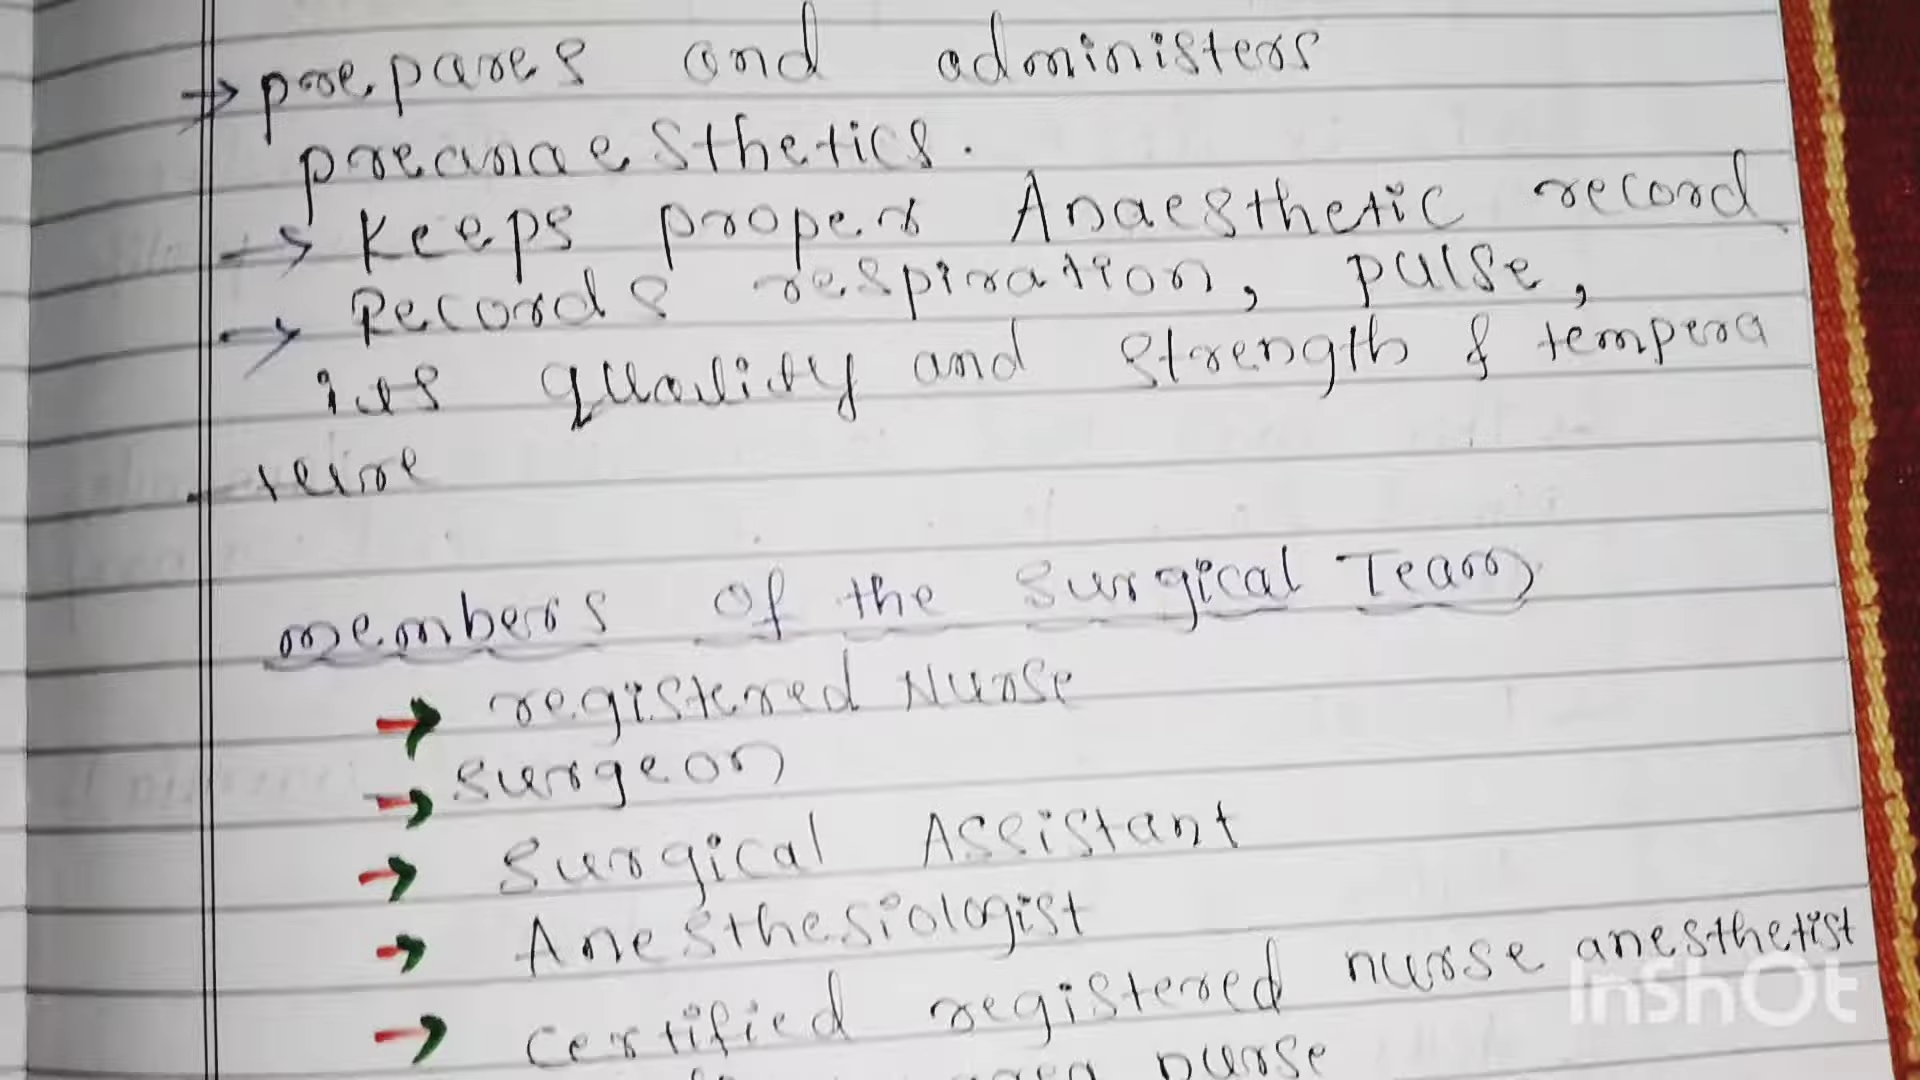 → prepares and administers
preanaesthetics.
→ Keeps proper Anaesthetic record
→ Records respiration, pulse,
its quality and strength & tempera
ture
members of the Surgical Team
→ registered Nurse
→ surgeon
→ Surgical Assistant
→ Anesthesiologist
→ certified registered nurse anesthetist
nurse
InShOt